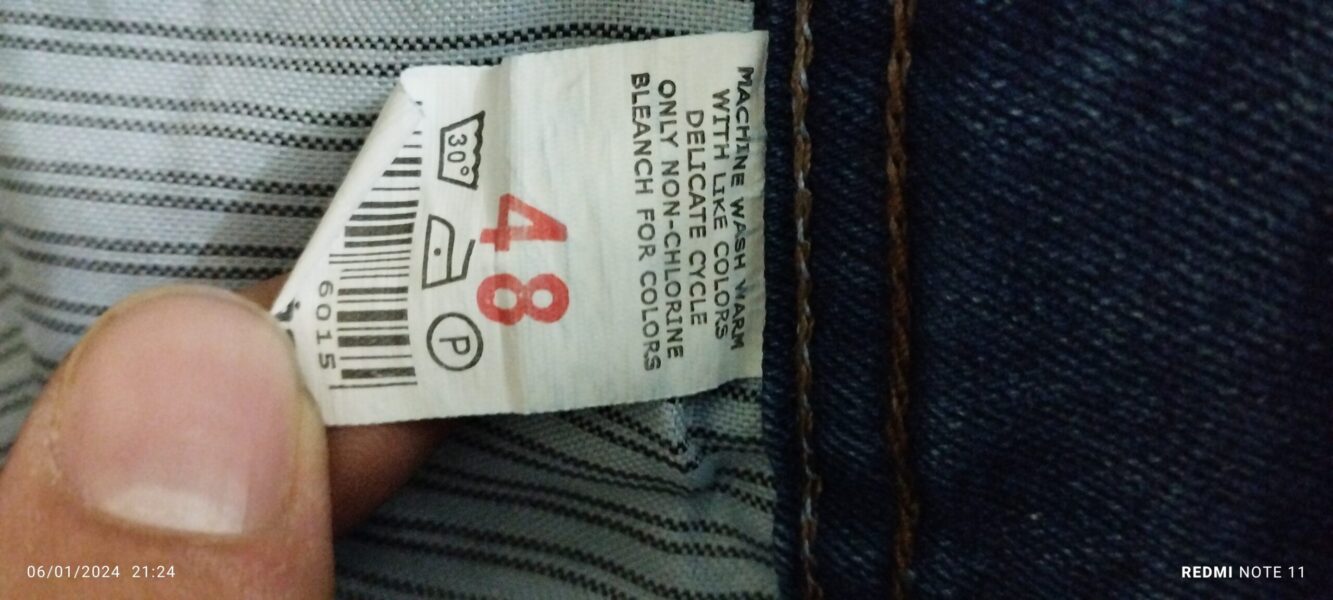 MACHINE WASH WARM
WITH LIKE COLORS
DELICATE CYCLE
ONLY NON-CHLORINE
BLEANCH FOR COLORS
48
30°
P
6015
06/01/2024 21:24
REDMI NOTE 11